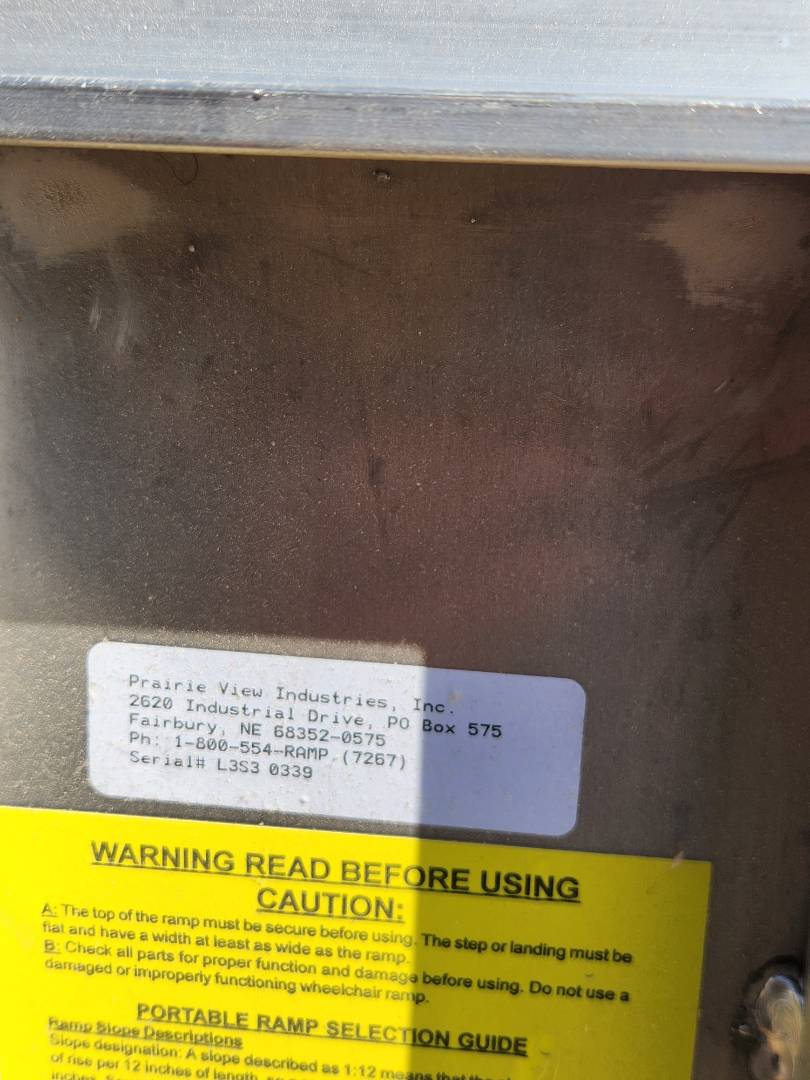 Prairie View Industries, Inc.
2620 Industrial Drive, PO Box 575
Fairbury, NE 68352-0575
Ph: 1-800-554-RAMP (7267)
Serial# L3S3 0339
WARNING READ BEFORE USING
CAUTION:
A: The top of the ramp must be secure before using. The step or landing must be
flat and have a width at least as wide as the ramp.
B: Check all parts for proper function and damage before using. Do not use a
damaged or improperly functioning wheelchair ramp.
PORTABLE RAMP SELECTION GUIDE
Ramp Slope Descriptions
Slope designation: A slope described as 1:12 means that the
of rise per 12 inches of length,
inches.